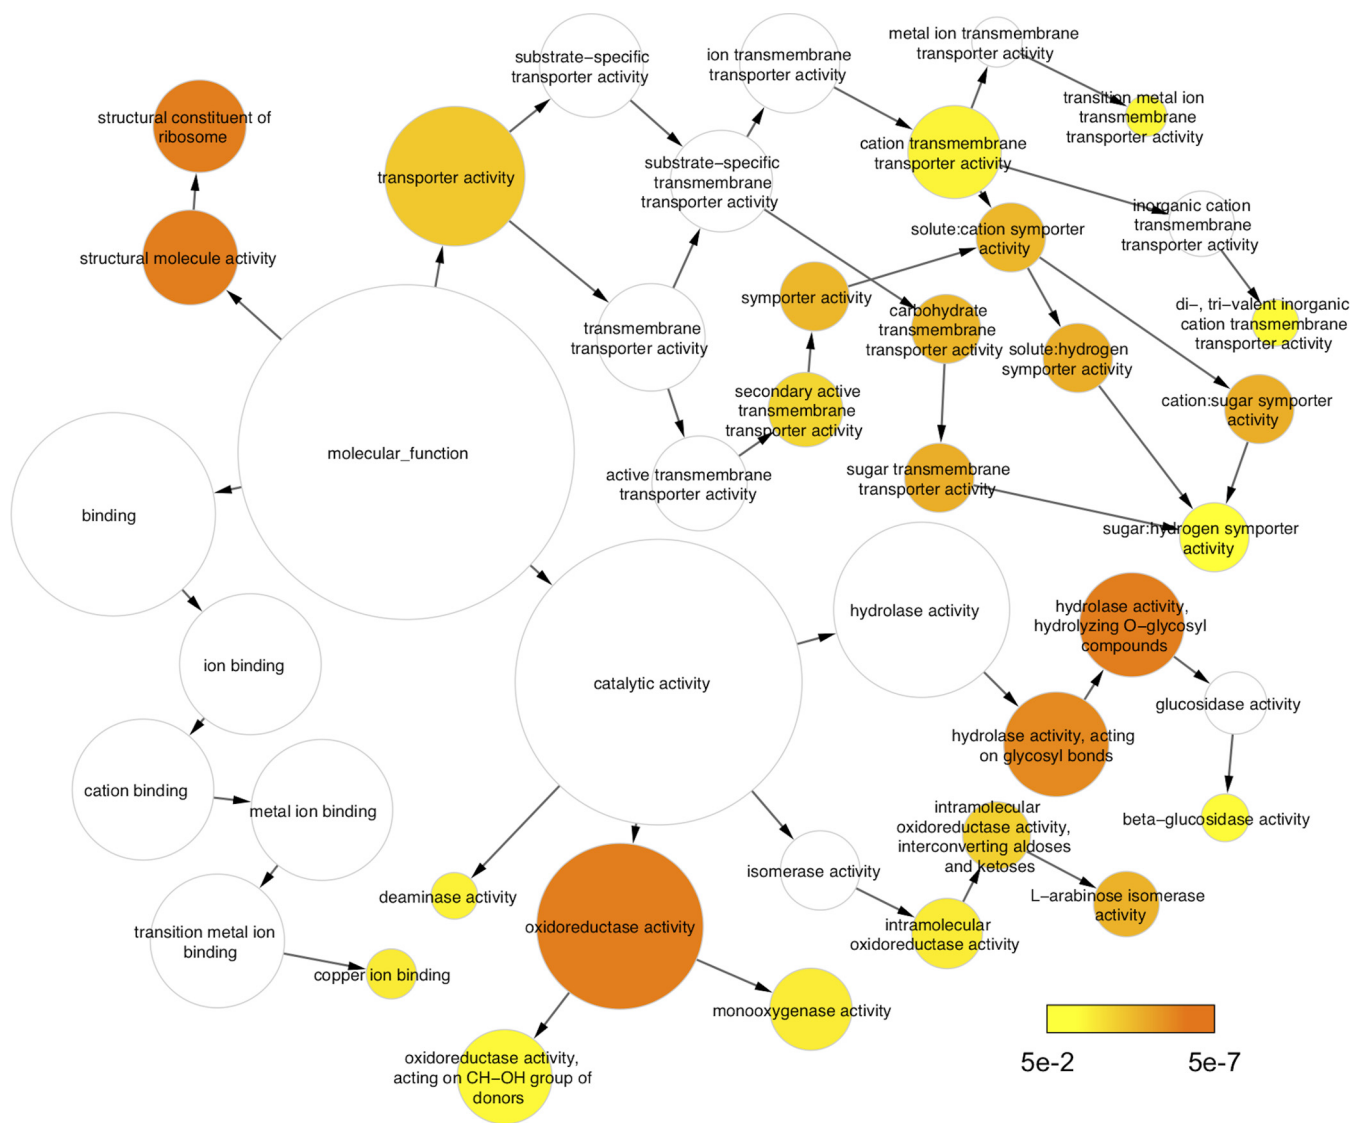 metal ion transmembrane
transporter activity
substrate−specific
transporter activity
ion transmembrane
transporter activity
transition metal ion
transmembrane
transporter activity
structural constituent of
ribosome
cation transmembrane
transporter activity
transporter activity
substrate−specific
transmembrane
transporter activity
inorganic cation
transmembrane
transporter activity
solute:cation symporter
activity
structural molecule activity
symporter activity
carbohydrate
transmembrane
transporter activity
di−, tri−valent inorganic
cation transmembrane
transporter activity
transmembrane
transporter activity
solute:hydrogen
symporter activity
secondary active
transmembrane
transporter activity
cation:sugar symporter
activity
molecular_function
active transmembrane
transporter activity
sugar transmembrane
transporter activity
binding
sugar:hydrogen symporter
activity
hydrolase activity
hydrolase activity,
hydrolyzing O−glycosyl
compounds
ion binding
catalytic activity
glucosidase activity
hydrolase activity, acting
on glycosyl bonds
cation binding
metal ion binding
intramolecular
oxidoreductase activity,
interconverting aldoses
and ketoses
beta−glucosidase activity
isomerase activity
deaminase activity
L−arabinose isomerase
activity
oxidoreductase activity
intramolecular
oxidoreductase activity
transition metal ion
binding
copper ion binding
monooxygenase activity
oxidoreductase activity,
acting on CH−OH group of
donors
5e-2
5e-7